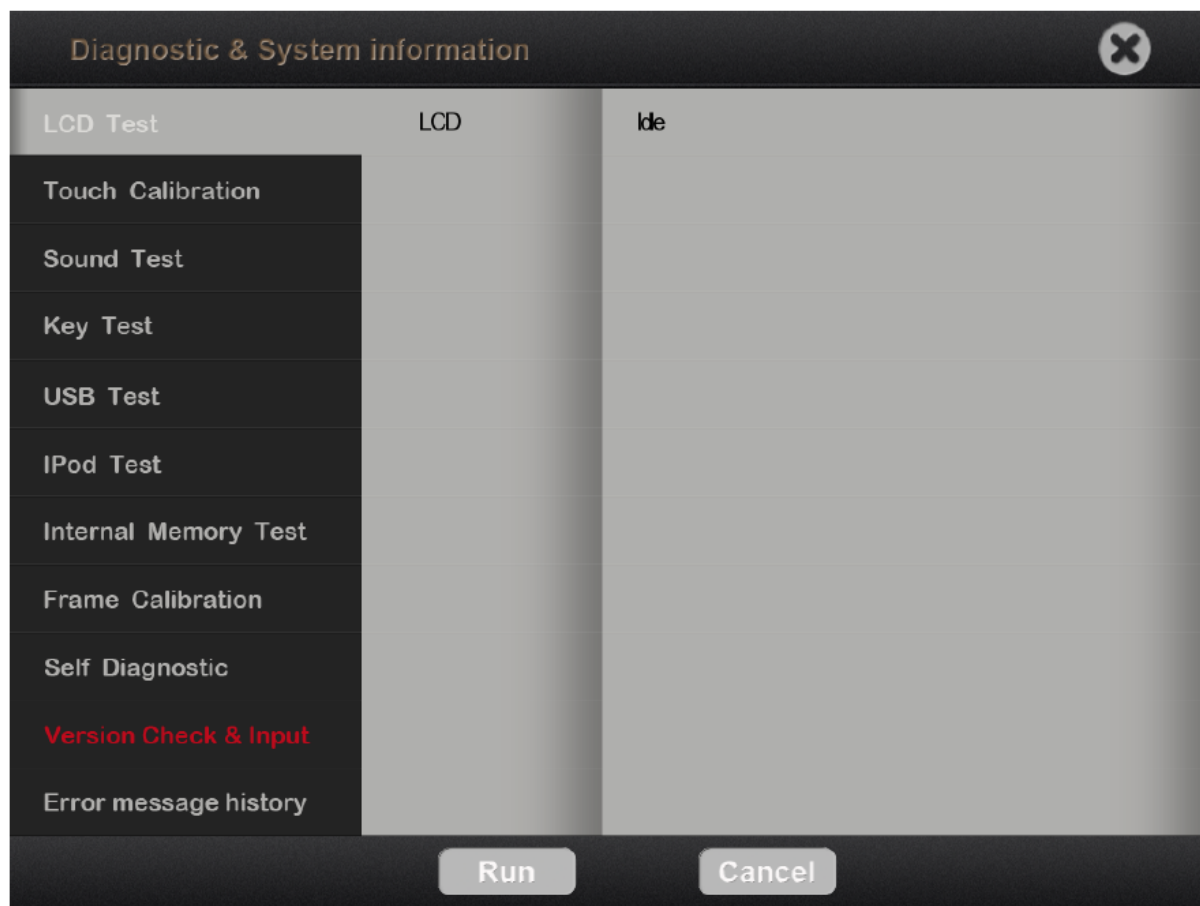 Diagnostic & System information
LCD Test LCD Idle
Touch Calibration
Sound Test
Key Test
USB Test
IPod Test
Internal Memory Test
Frame Calibration
Self Diagnostic
Version Check & Input
Error message history
Run Cancel